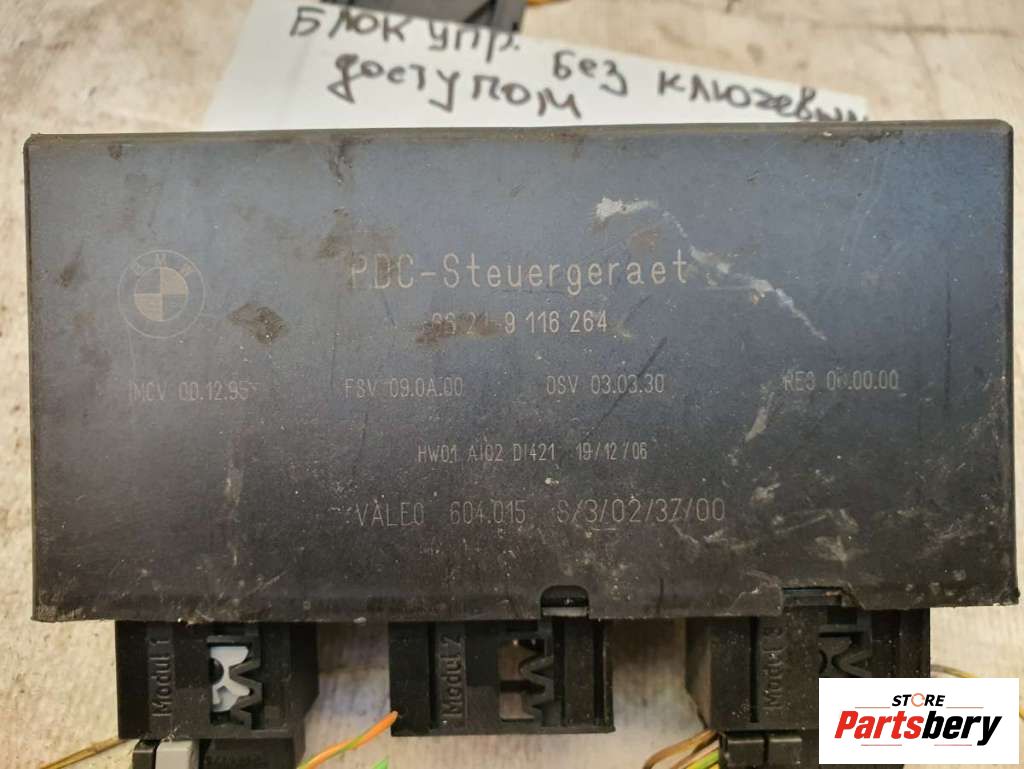 Блок упр. без ключевым
доступом
BMW
PDC-Steuergeraet
66 21 9 116 264
MCV 00.12.95 FSV 09.0A.00 OSV 03.03.30 RES 00.00.00
HW01 AI02 DI421 19/12/06
VALEO 604.015 S/3/02/37/00
Modul 1
Modul 2
Modul 3
STORE
Partsbery